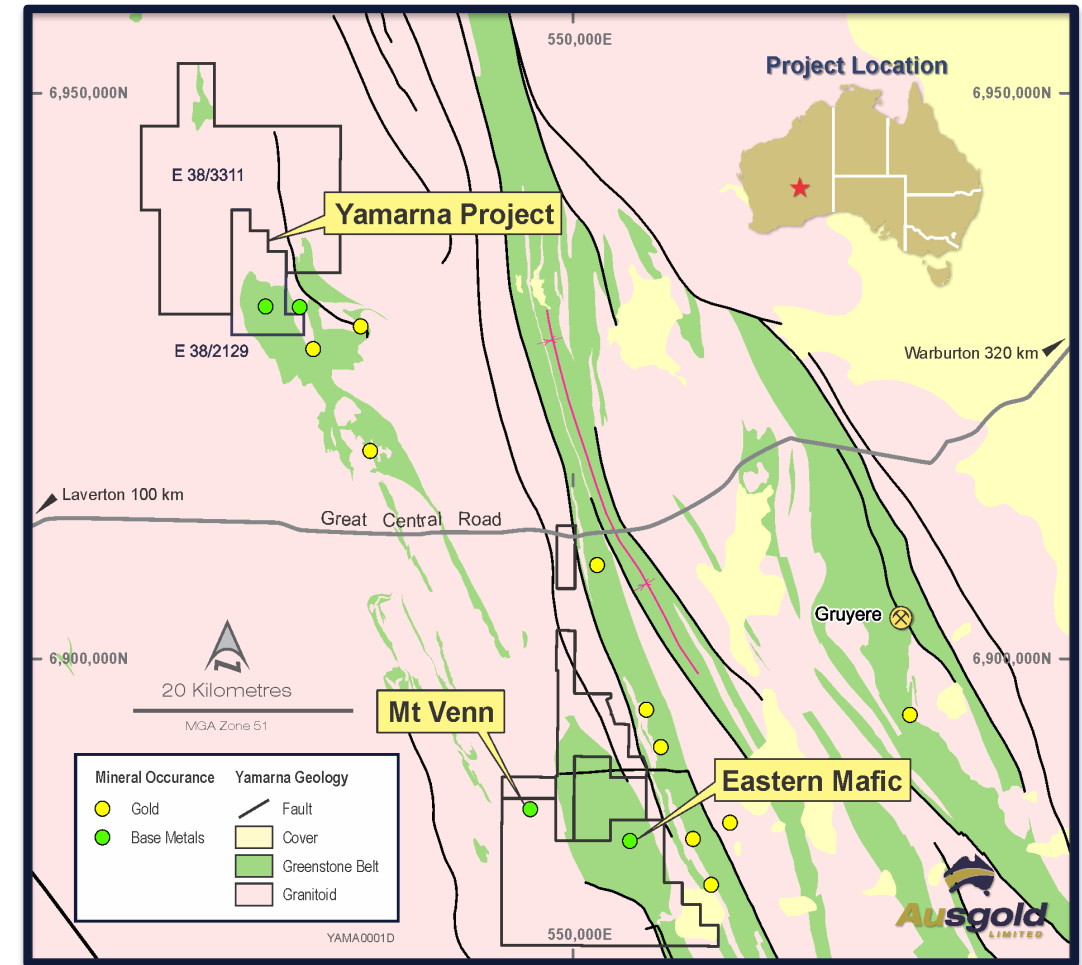 550,000E
Project Location
6,950,000N
6,950,000N
E 38/3311
Yamarna Project
E 38/2129
Warburton 320 km
Laverton 100 km
Great Central Road
Gruyere
6,900,000N
6,900,000N
N
20 Kilometres
MGA Zone 51
Mt Venn
Eastern Mafic
Mineral Occurance
Yamarna Geology
Gold
Fault
Base Metals
Cover
Greenstone Belt
Granitoid
YAMA0001D
550,000E
Ausgold
LIMITED